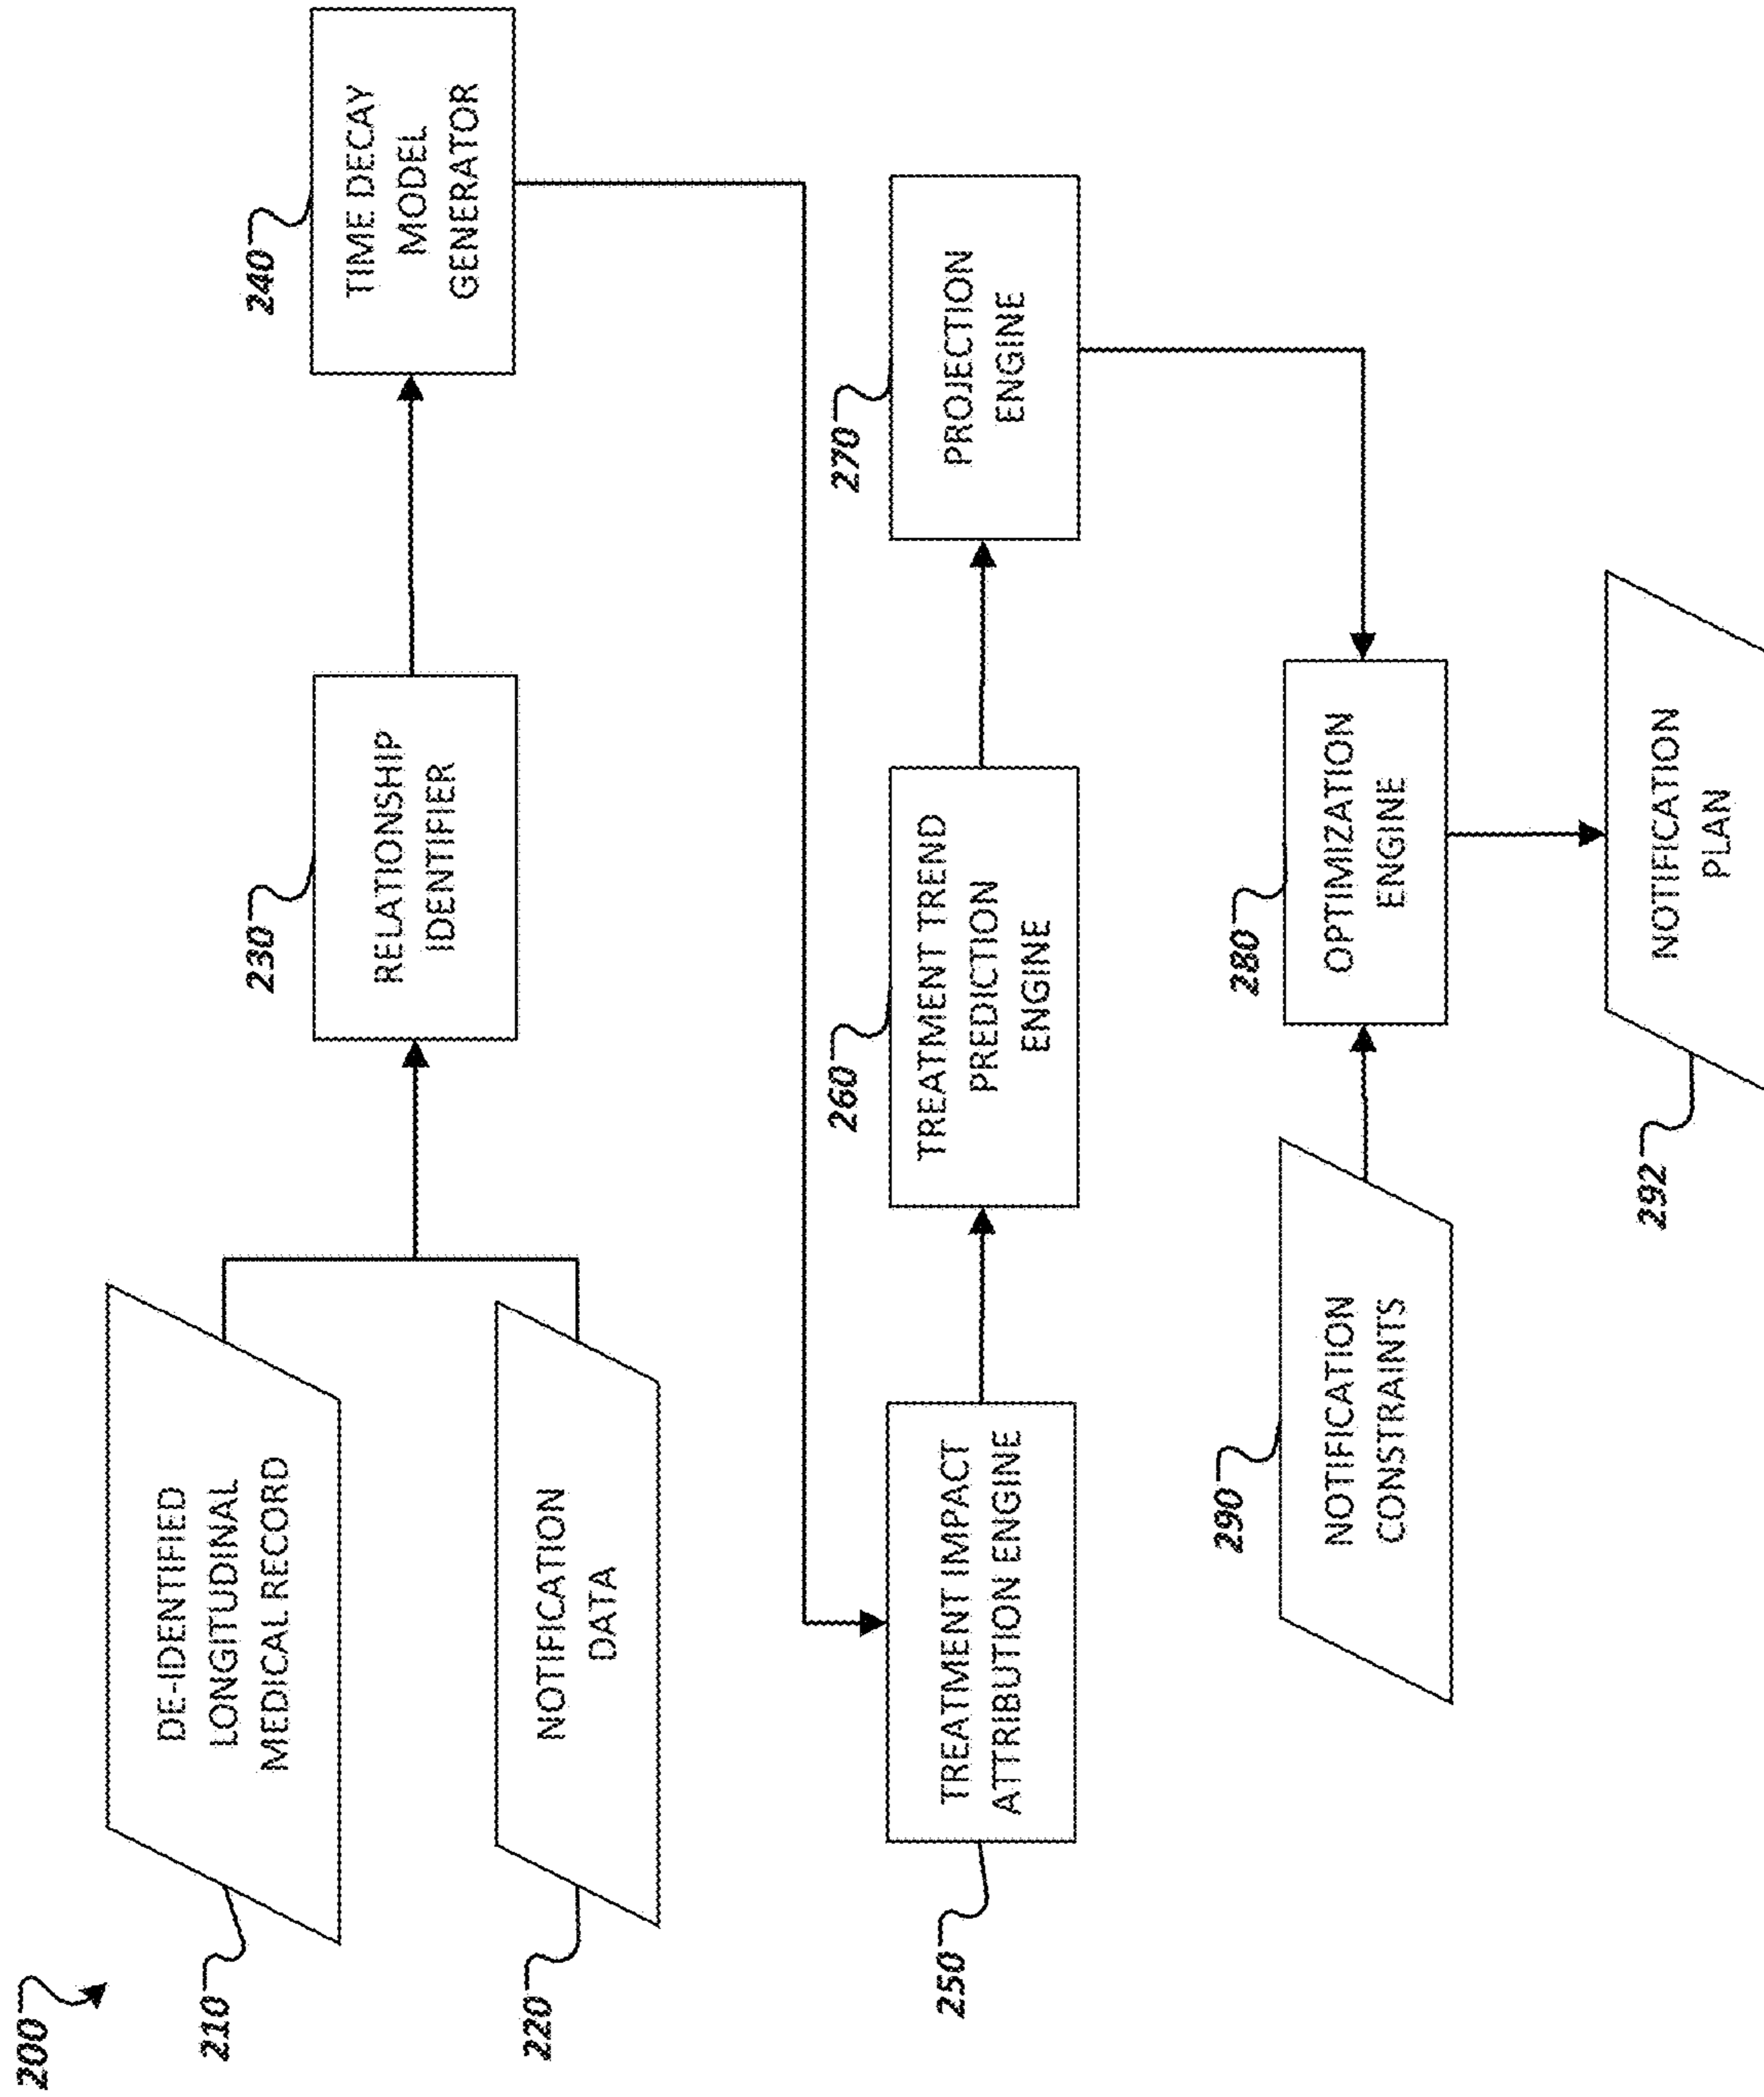 200
210
DE-IDENTIFIED
LONGITUDINAL
MEDICAL RECORD
220
NOTIFICATION
DATA
230
RELATIONSHIP
IDENTIFIER
240
TIME DECAY
MODEL
GENERATOR
250
TREATMENT IMPACT
ATTRIBUTION ENGINE
260
TREATMENT TREND
PREDICTION
ENGINE
270
PROJECTION
ENGINE
290
NOTIFICATION
CONSTRAINTS
280
OPTIMIZATION
ENGINE
292
NOTIFICATION
PLAN